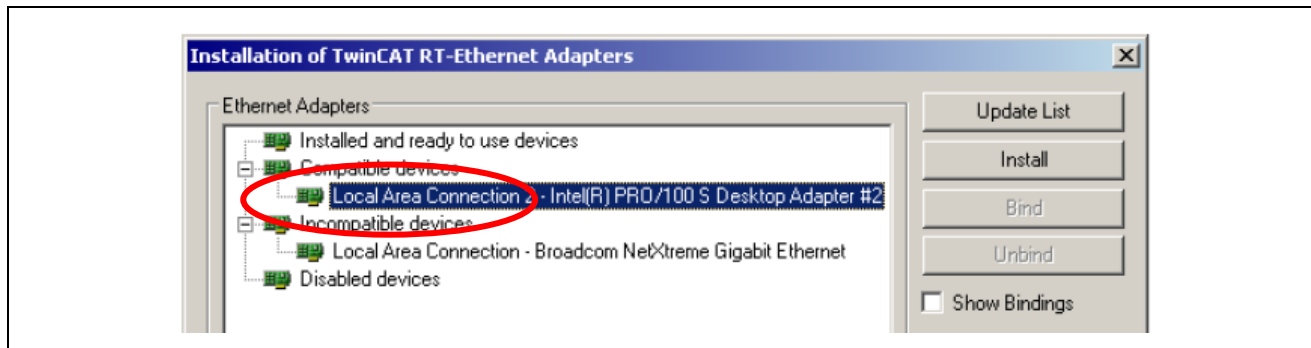 Installation of TwinCAT RT-Ethernet Adapters
Ethernet Adapters
Installed and ready to use devices
Compatible devices
Local Area Connection 2 - Intel(R) PRO/100 S Desktop Adapter #2
Incompatible devices
Local Area Connection - Broadcom NetXtreme Gigabit Ethernet
Disabled devices
Update List
Install
Bind
Unbind
Show Bindings